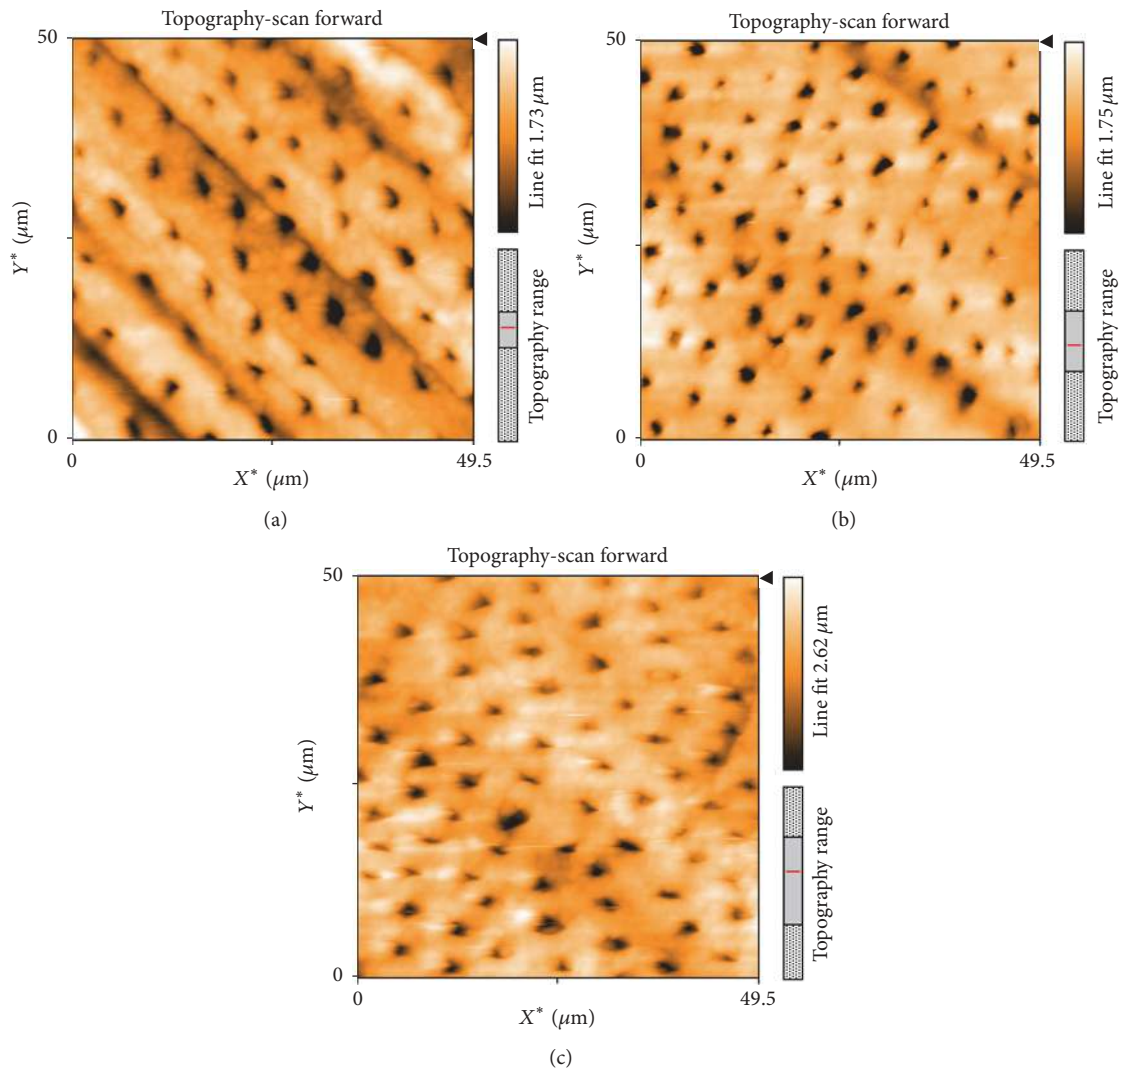 Topography-scan forward
50
Y* (μm)
0
0
49.5
X* (μm)
Line fit 1.73 μm
Topography range
(a)
Topography-scan forward
50
Y* (μm)
0
0
49.5
X* (μm)
Line fit 1.75 μm
Topography range
(b)
Topography-scan forward
50
Y* (μm)
0
0
49.5
X* (μm)
Line fit 2.62 μm
Topography range
(c)